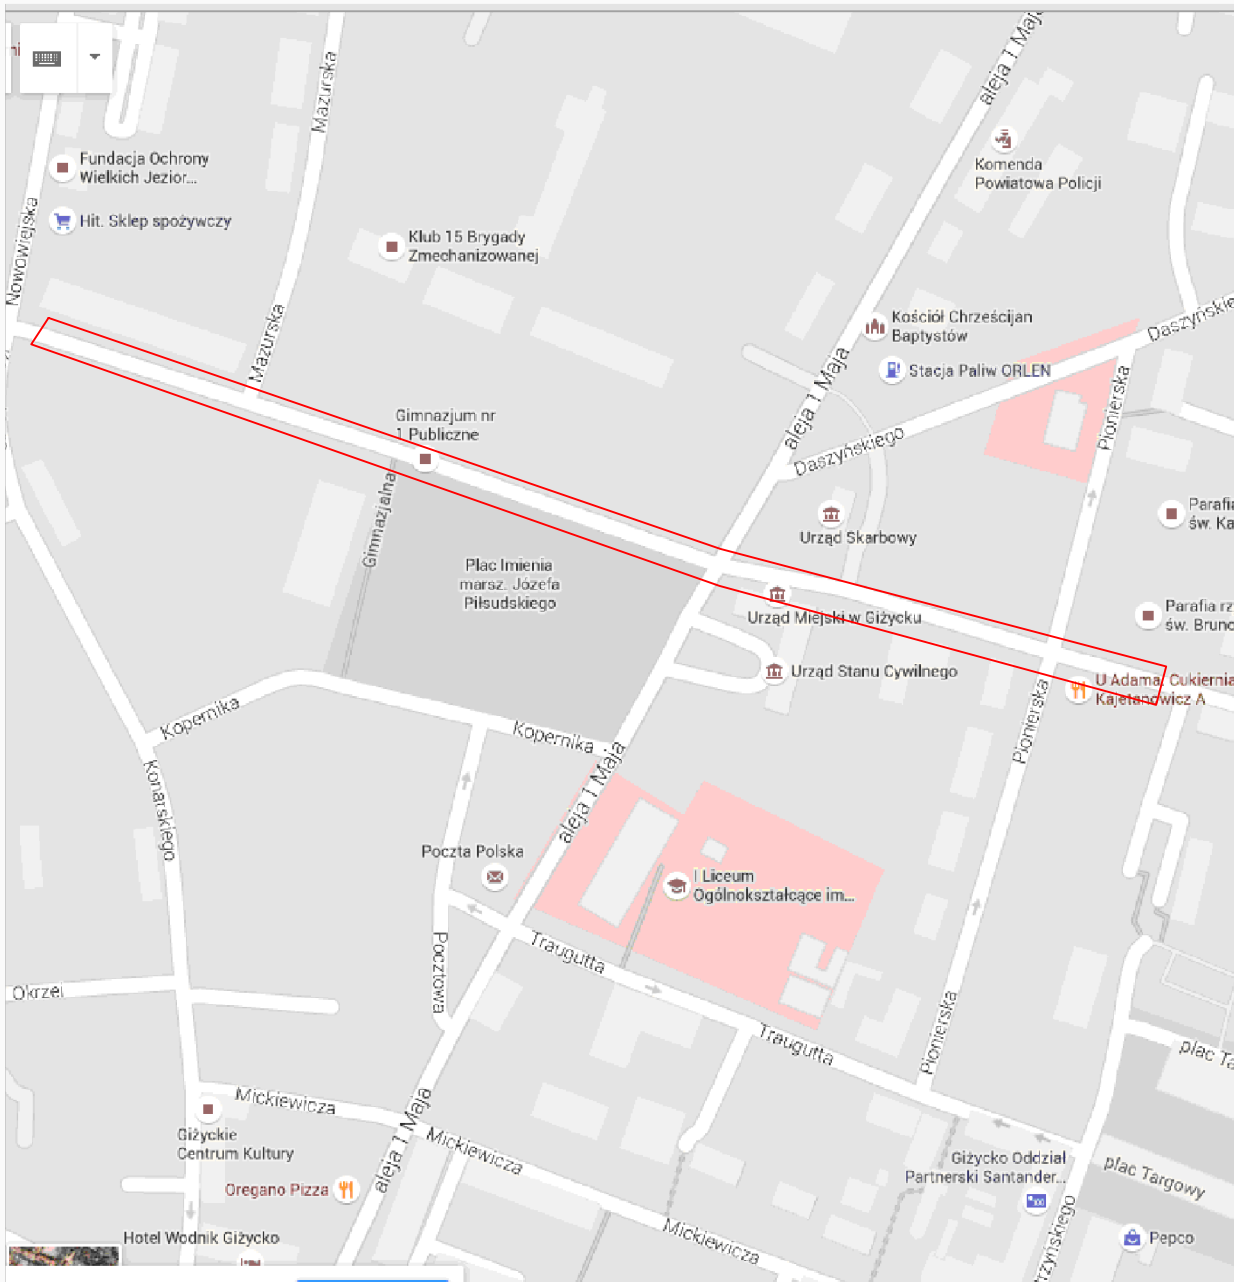 aleja 1 Maja
Mazurska
Fundacja Ochrony
Wielkich Jezior...
Hit. Sklep spożywczy
Nowowiejska
Komenda
Powiatowa Policji
Klub 15 Brygady
Zmechanizowanej
Kościół Chrześcijan
Baptystów
Stacja Paliw ORLEN
Mazurska
aleja 1 Maja
Daszyńskiego
Pionierska
Gimnazjum nr
1 Publiczne
Daszyńskiego
Gimnazjalna
Urząd Skarbowy
Parafia
św. Ka
Plac Imienia
marsz. Józefa
Piłsudskiego
Urząd Miejski w Giżycku
Parafia rz
św. Bruno
Urząd Stanu Cywilnego
U Adama, Cukiernia
Kajetanowicz A
Kopernika
Kopernika
Pionierska
aleja 1 Maja
Konarskiego
Poczta Polska
I Liceum
Ogólnokształcące im...
Traugutta
Pocztowa
Okrzei
Traugutta
Pionierska
plac Ta
Mickiewicza
aleja 1 Maja
Mickiewicza
Giżyckie
Centrum Kultury
Giżycko Oddział
Partnerski Santander...
plac Targowy
Oregano Pizza
Mickiewicza
rzyńskiego
Pepco
Hotel Wodnik Giżycko